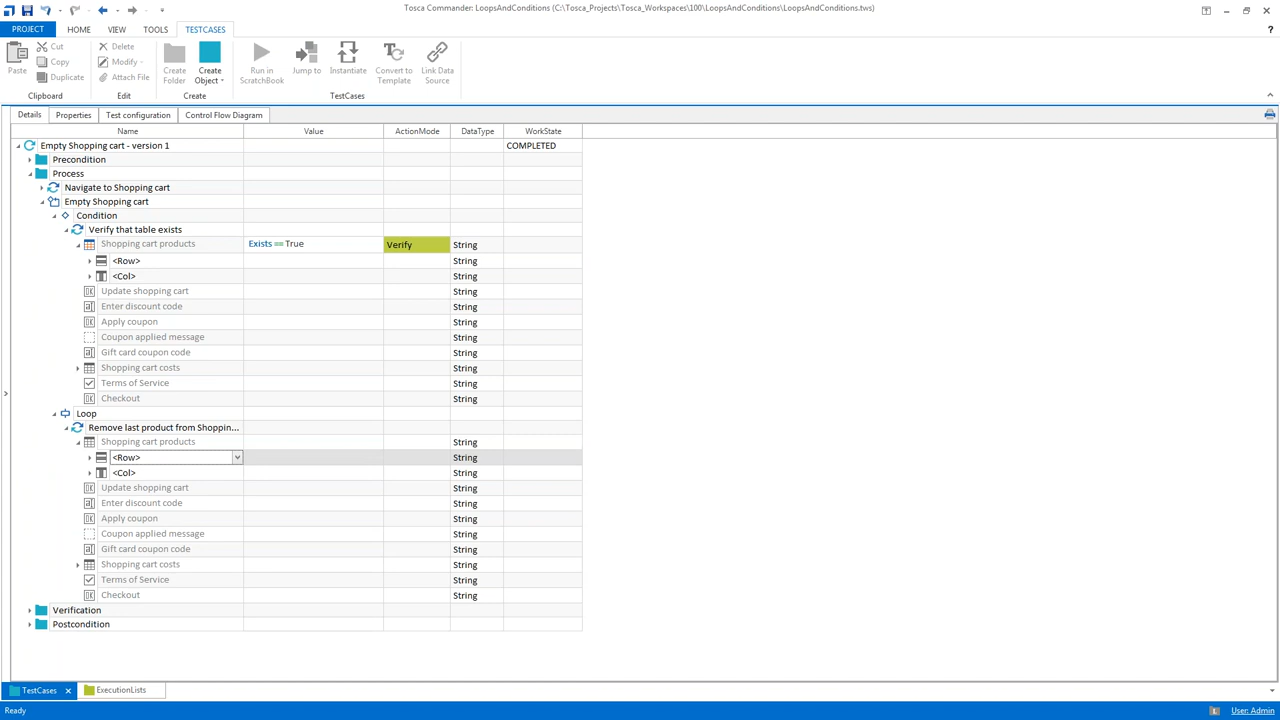 Tosca Commander: LoopsAndConditions (C:\Tosca_Projects\Tosca_Workspaces\100\LoopsAndConditions\LoopsAndConditions.tws)
PROJECT HOME VIEW TOOLS TESTCASES
?
Paste
Cut
Copy
Duplicate
Clipboard
Delete
Modify
Attach File
Edit
Create Folder
Create Object
Create
Run in ScratchBook
Jump to
Instantiate
Convert to Template
Link Data Source
TestCases
Details Properties Test configuration Control Flow Diagram
Name Value ActionMode DataType WorkState
Empty Shopping cart - version 1 COMPLETED
Precondition
Process
Navigate to Shopping cart
Empty Shopping cart
Condition
Verify that table exists
Shopping cart products Exists == True Verify String
<Row> String
<Col> String
Update shopping cart String
Enter discount code String
Apply coupon String
Coupon applied message String
Gift card coupon code String
Shopping cart costs String
Terms of Service String
Checkout String
Loop
Remove last product from Shoppin...
Shopping cart products String
<Row> String
<Col> String
Update shopping cart String
Enter discount code String
Apply coupon String
Coupon applied message String
Gift card coupon code String
Shopping cart costs String
Terms of Service String
Checkout String
Verification
Postcondition
TestCases ExecutionLists
Ready User: Admin